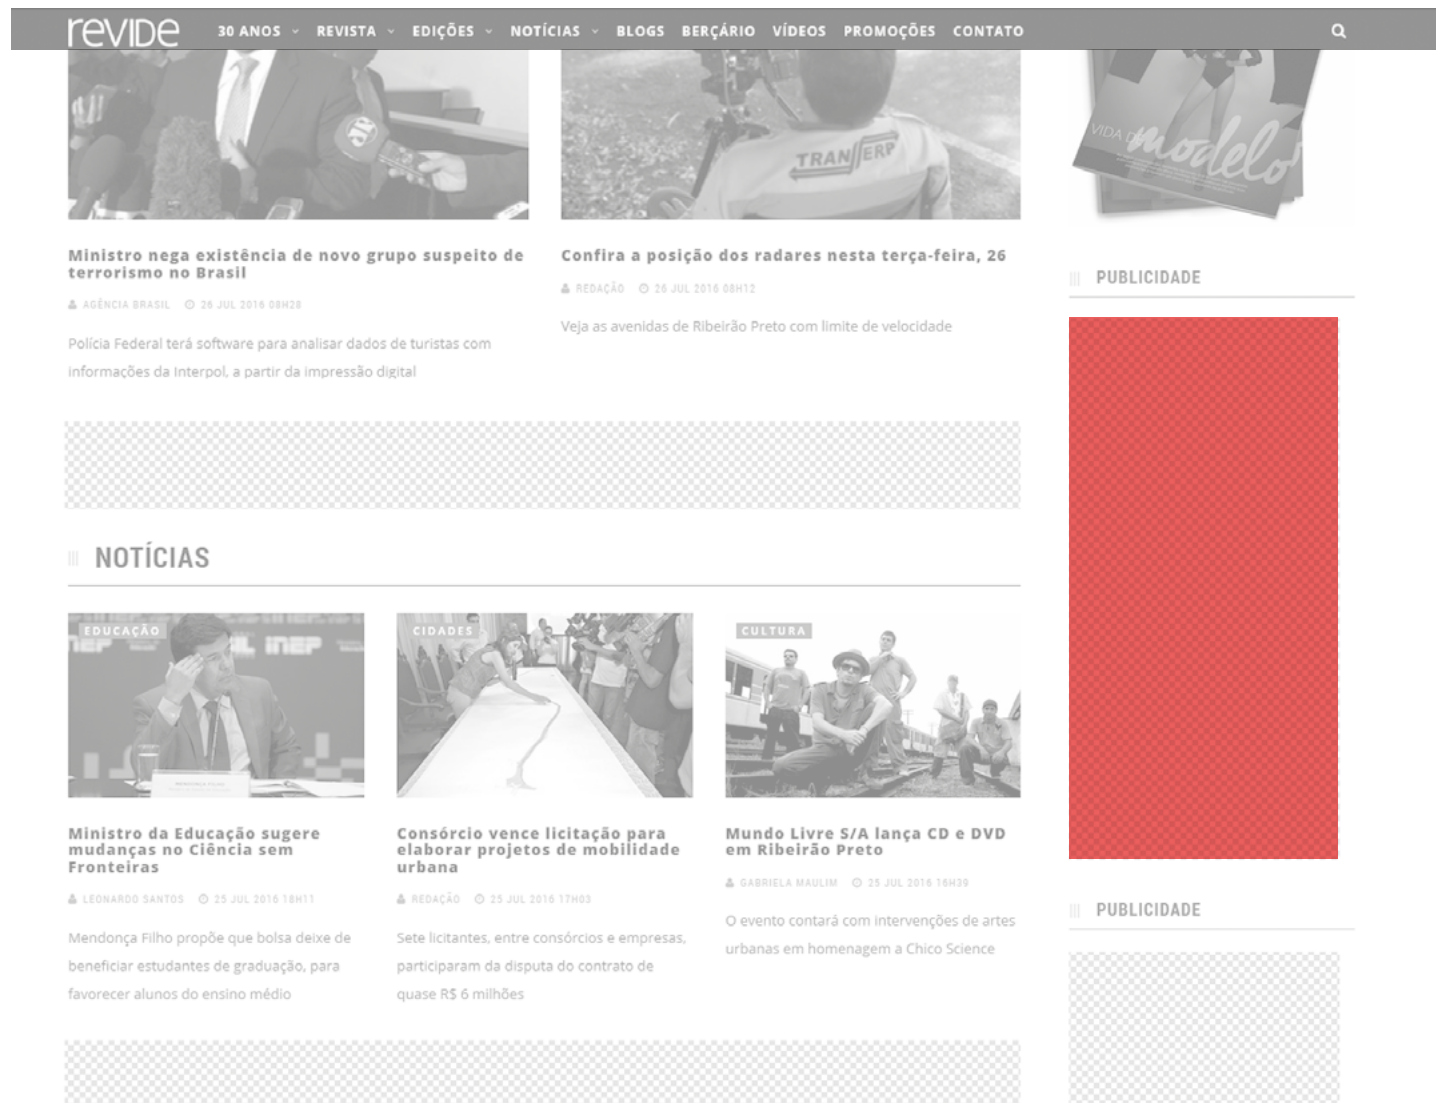 revide
30 ANOS REVISTA EDIÇÕES NOTÍCIAS BLOGS BERÇÁRIO VÍDEOS PROMOÇÕES CONTATO
TRANSERP
VIDA DE
modelo
Ministro nega existência de novo grupo suspeito de
terrorismo no Brasil
AGÊNCIA BRASIL 26 JUL 2016 08H28
Polícia Federal terá software para analisar dados de turistas com
informações da Interpol, a partir da impressão digital
Confira a posição dos radares nesta terça-feira, 26
REDAÇÃO 26 JUL 2016 08H12
Veja as avenidas de Ribeirão Preto com limite de velocidade
PUBLICIDADE
NOTÍCIAS
EDUCAÇÃO
INEP
Ministro da Educação sugere
mudanças no Ciência sem
Fronteiras
LEONARDO SANTOS 25 JUL 2016 18H11
Mendonça Filho propõe que bolsa deixe de
beneficiar estudantes de graduação, para
favorecer alunos do ensino médio
CIDADES
Consórcio vence licitação para
elaborar projetos de mobilidade
urbana
REDAÇÃO 25 JUL 2016 17H03
Sete licitantes, entre consórcios e empresas,
participaram da disputa do contrato de
quase R$ 6 milhões
CULTURA
Mundo Livre S/A lança CD e DVD
em Ribeirão Preto
GABRIELA MAULIM 25 JUL 2016 16H39
O evento contará com intervenções de artes
urbanas em homenagem a Chico Science
PUBLICIDADE